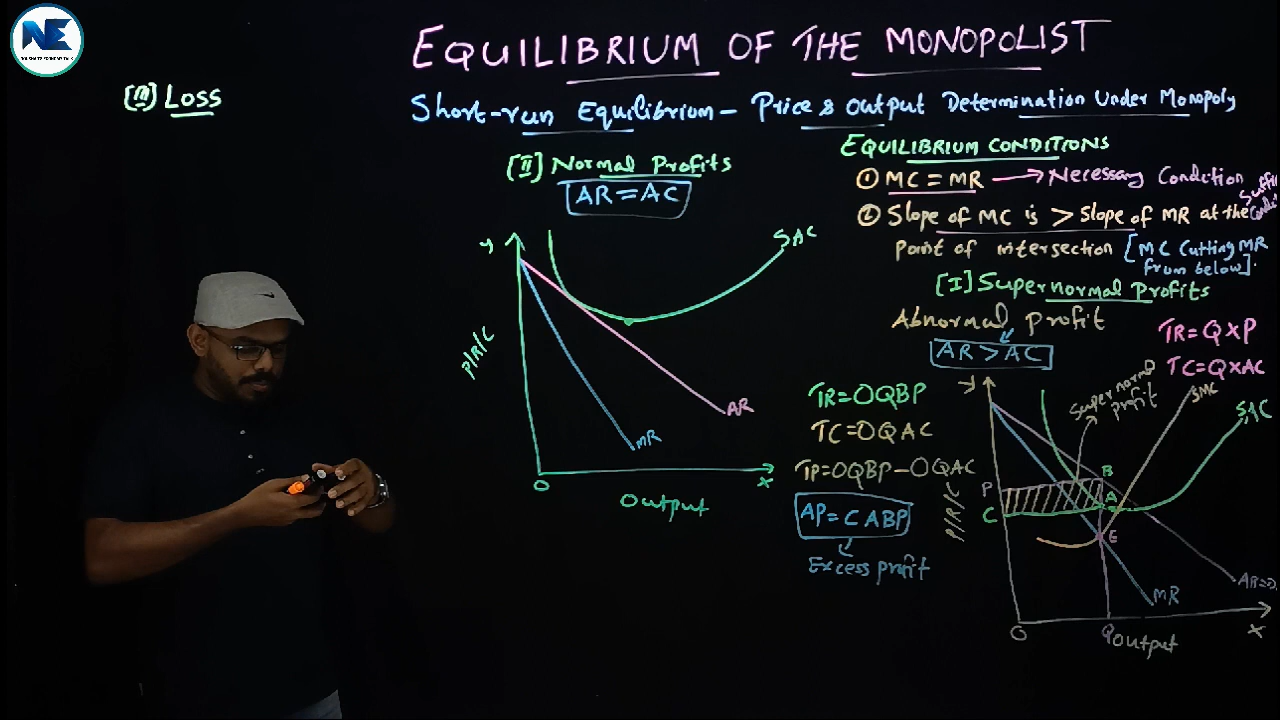 NE
EQUILIBRIUM OF THE MONOPOLIST
Short-run Equilibrium - Price & Output Determination Under Monopoly
[III] Loss
[II] Normal Profits
AR = AC
Y
SAC
P/R/C
AR
MR
O
X
Output
EQUILIBRIUM CONDITIONS
① MC = MR → Necessary Condition
② Slope of MC is > Slope of MR at the
Point of intersection [MC Cutting MR
from below].
[I] Supernormal Profits
Abnormal profit
AR > AC
TR = Q×P
TC = Q×AC
TR = OQBP
TC = OQAC
TP = OQBP - OQAC
AP = CABP
Excess profit
Y
Supernormal
profit
SMC
SAC
P
B
A
C
E
P/R/C
MR
O
Q
Output
X